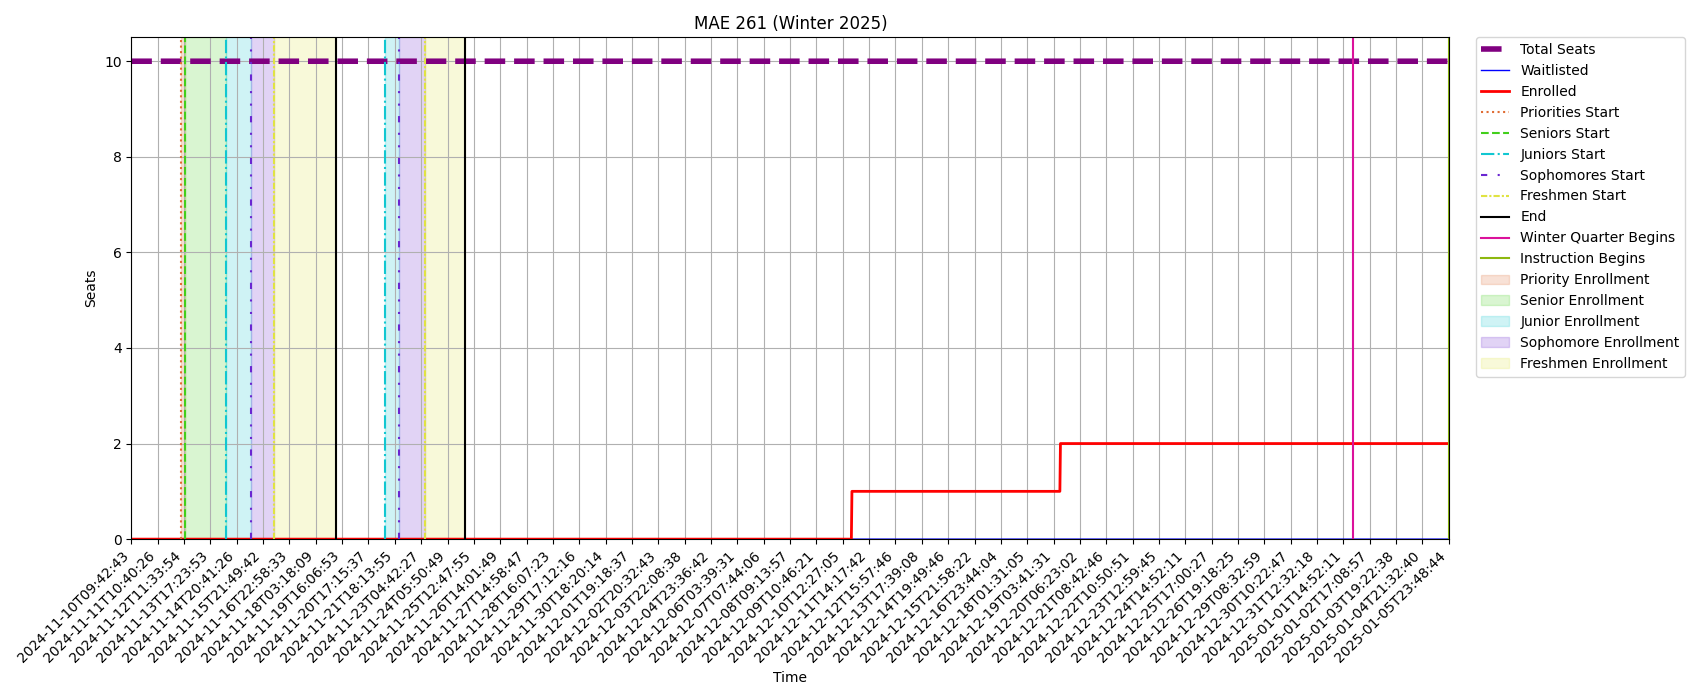 MAE 261 (Winter 2025)
Seats
10
8
6
4
2
0
2024-11-10T09:42:43
2024-11-11T10:40:26
2024-11-12T11:33:54
2024-11-13T17:23:53
2024-11-14T20:41:26
2024-11-15T21:49:42
2024-11-16T22:58:33
2024-11-18T03:18:09
2024-11-19T16:06:53
2024-11-20T17:15:37
2024-11-21T18:13:55
2024-11-23T04:42:27
2024-11-24T05:50:49
2024-11-25T12:47:55
2024-11-26T14:01:49
2024-11-27T14:58:47
2024-11-28T16:07:23
2024-11-29T17:12:16
2024-11-30T18:20:14
2024-12-01T19:18:37
2024-12-02T20:32:43
2024-12-03T22:08:38
2024-12-04T23:36:42
2024-12-06T03:39:31
2024-12-07T07:44:06
2024-12-08T09:13:57
2024-12-09T10:46:21
2024-12-10T12:27:05
2024-12-11T14:17:42
2024-12-12T15:57:46
2024-12-13T17:39:08
2024-12-14T19:49:46
2024-12-15T21:58:22
2024-12-16T23:44:04
2024-12-18T01:31:05
2024-12-19T03:41:31
2024-12-20T06:23:02
2024-12-21T08:42:46
2024-12-22T10:50:51
2024-12-23T12:59:45
2024-12-24T14:52:11
2024-12-25T17:00:27
2024-12-26T19:18:25
2024-12-29T08:32:59
2024-12-30T10:22:47
2024-12-31T12:32:18
2025-01-01T14:52:11
2025-01-02T17:08:57
2025-01-03T19:22:38
2025-01-04T21:32:40
2025-01-05T23:48:44
Time
Total Seats
Waitlisted
Enrolled
Priorities Start
Seniors Start
Juniors Start
Sophomores Start
Freshmen Start
End
Winter Quarter Begins
Instruction Begins
Priority Enrollment
Senior Enrollment
Junior Enrollment
Sophomore Enrollment
Freshmen Enrollment